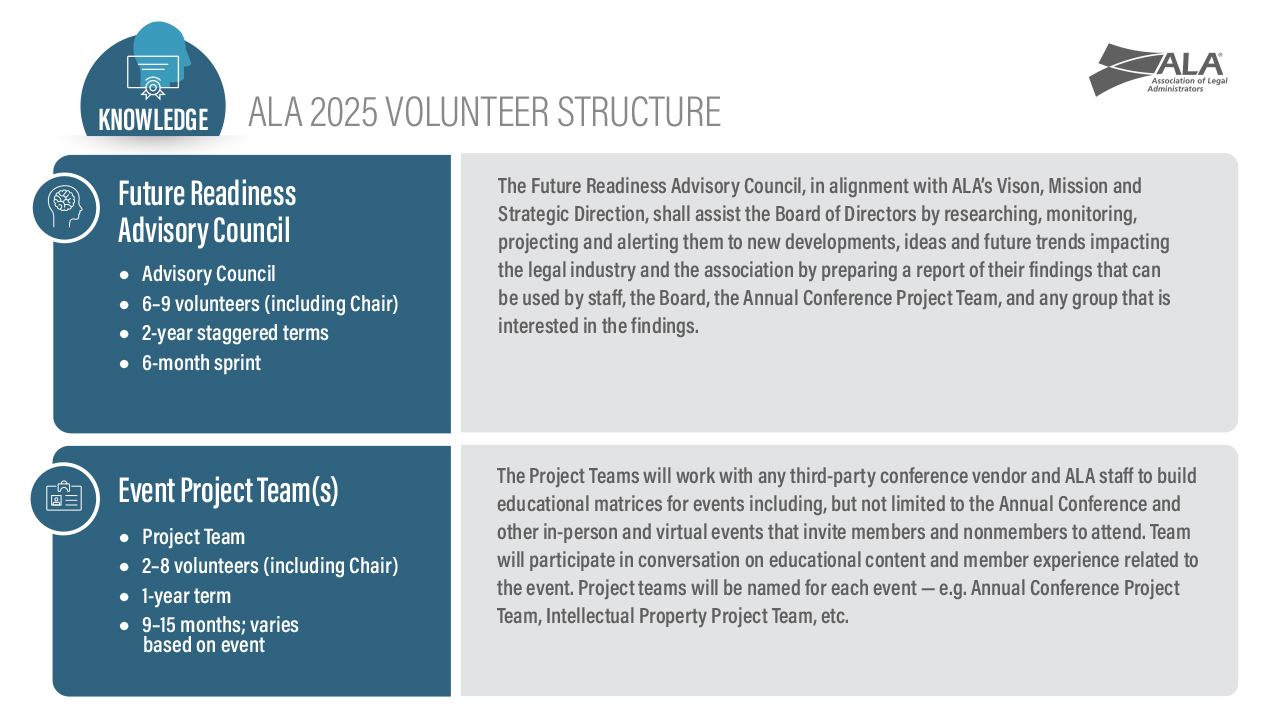 KNOWLEDGE
ALA 2025 VOLUNTEER STRUCTURE
ALA®
Association of Legal
Administrators
Future Readiness
Advisory Council
● Advisory Council
● 6–9 volunteers (including Chair)
● 2-year staggered terms
● 6-month sprint
The Future Readiness Advisory Council, in alignment with ALA's Vison, Mission and
Strategic Direction, shall assist the Board of Directors by researching, monitoring,
projecting and alerting them to new developments, ideas and future trends impacting
the legal industry and the association by preparing a report of their findings that can
be used by staff, the Board, the Annual Conference Project Team, and any group that is
interested in the findings.
Event Project Team(s)
● Project Team
● 2–8 volunteers (including Chair)
● 1-year term
● 9–15 months; varies
based on event
The Project Teams will work with any third-party conference vendor and ALA staff to build
educational matrices for events including, but not limited to the Annual Conference and
other in-person and virtual events that invite members and nonmembers to attend. Team
will participate in conversation on educational content and member experience related to
the event. Project teams will be named for each event — e.g. Annual Conference Project
Team, Intellectual Property Project Team, etc.